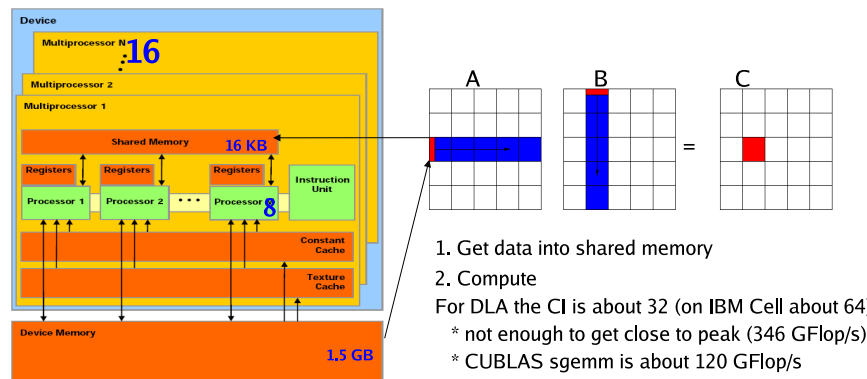 Device
Multiprocessor N
16
Multiprocessor 2
Multiprocessor 1
Shared Memory
16 KB
Registers Registers Registers
Instruction
Unit
Processor 1 Processor 2 • • • Processor 8
Constant
Cache
Texture
Cache
Device Memory
1.5 GB
A B C
=
1. Get data into shared memory
2. Compute
For DLA the CI is about 32 (on IBM Cell about 64)
* not enough to get close to peak (346 GFlop/s)
* CUBLAS sgemm is about 120 GFlop/s